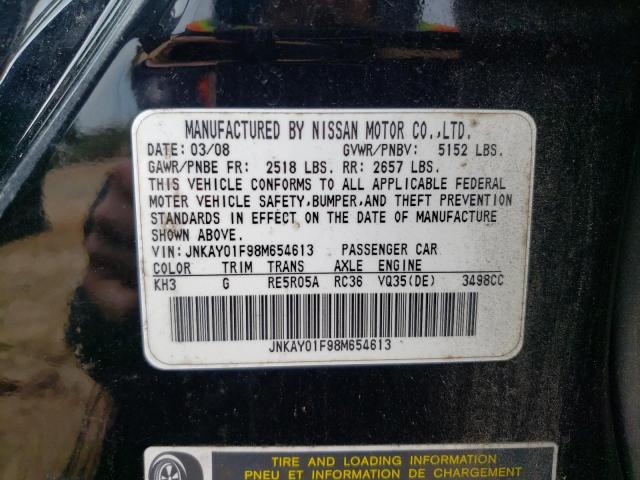 MANUFACTURED BY NISSAN MOTOR CO.,LTD.
DATE: 03/08 GVWR/PNBV: 5152 LBS.
GAWR/PNBE FR: 2518 LBS. RR: 2657 LBS.
THIS VEHICLE CONFORMS TO ALL APPLICABLE FEDERAL
MOTOR VEHICLE SAFETY,BUMPER,AND THEFT PREVENTION
STANDARDS IN EFFECT ON THE DATE OF MANUFACTURE
SHOWN ABOVE.
VIN: JNKAY01F98M654613 PASSENGER CAR
COLOR TRIM TRANS AXLE ENGINE
KH3 G RE5R05A RC36 VQ35(DE) 3498CC
JNKAY01F98M654613
TIRE AND LOADING INFORMATION
PNEU ET INFORMATION DE CHARGEMENT